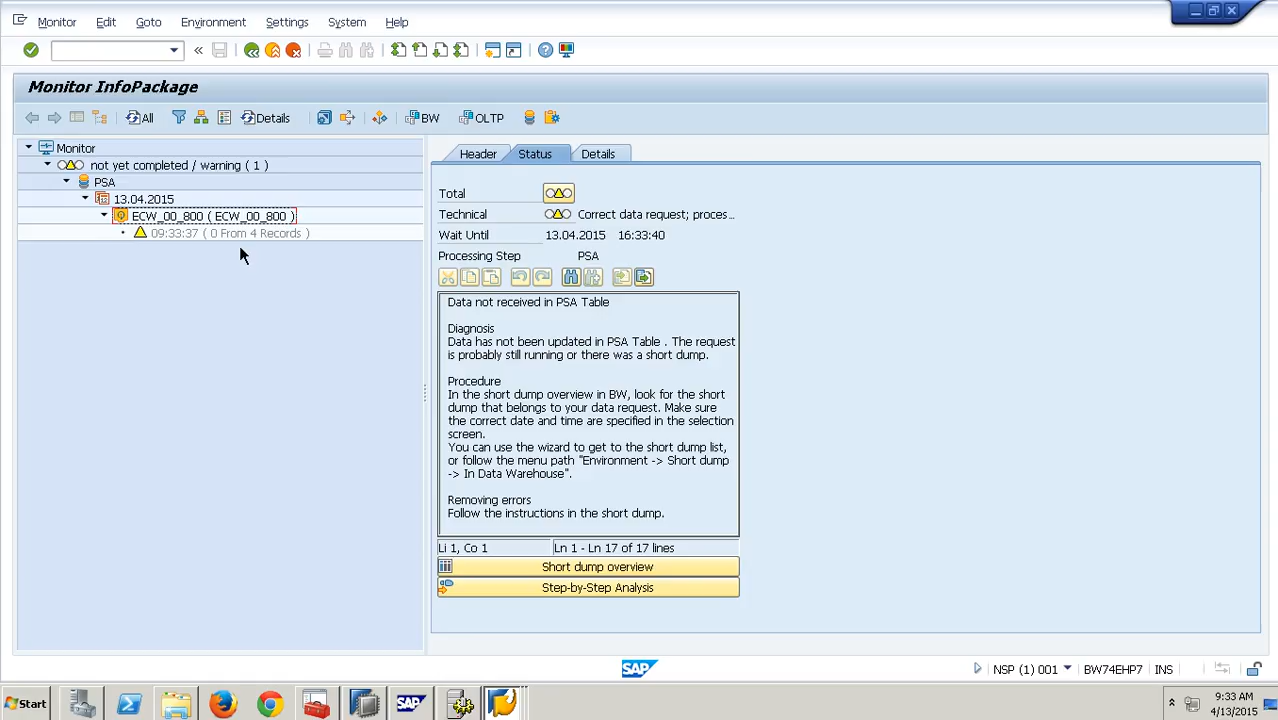 Monitor Edit Goto Environment Settings System Help
Monitor InfoPackage
All Details BW OLTP
Monitor
not yet completed / warning ( 1 )
PSA
13.04.2015
ECW_00_800 ( ECW_00_800 )
09:33:37 ( 0 From 4 Records )
Header Status Details
Total
Technical Correct data request; proces...
Wait Until 13.04.2015 16:33:40
Processing Step PSA
Data not received in PSA Table
Diagnosis
Data has not been updated in PSA Table . The request
is probably still running or there was a short dump.
Procedure
In the short dump overview in BW, look for the short
dump that belongs to your data request. Make sure
the correct date and time are specified in the selection
screen.
You can use the wizard to get to the short dump list,
or follow the menu path "Environment -> Short dump
-> In Data Warehouse".
Removing errors
Follow the instructions in the short dump.
Li 1, Co 1 Ln 1 - Ln 17 of 17 lines
Short dump overview
Step-by-Step Analysis
SAP
NSP (1) 001 BW74EHP7 INS
Start
SAP
9:33 AM
4/13/2015